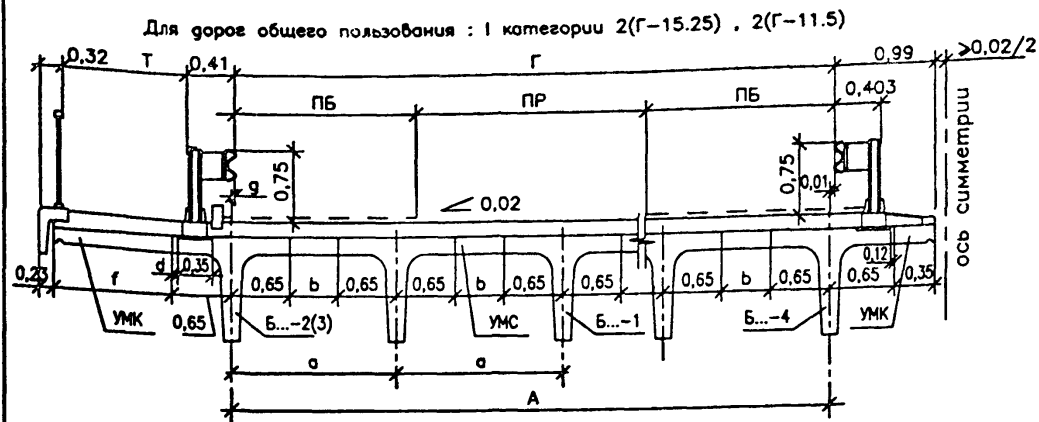 Для дорог общего пользования : I категории 2(Г-15.25) , 2(Г-11.5)
0,32 Т 0,41 Г 0,99 >0,02/2
ПБ ПР ПБ 0,403
ось симметрии
0,75 0,75
g 0,02 0,01
0,23 f d 0,35 0,65 b 0,65 0,65 b 0,65 0,65 b 0,65 0,65 0,12 0,35
УМК 0,65 Б...-2(3) УМС Б...-1 Б...-4 УМК
а а
А